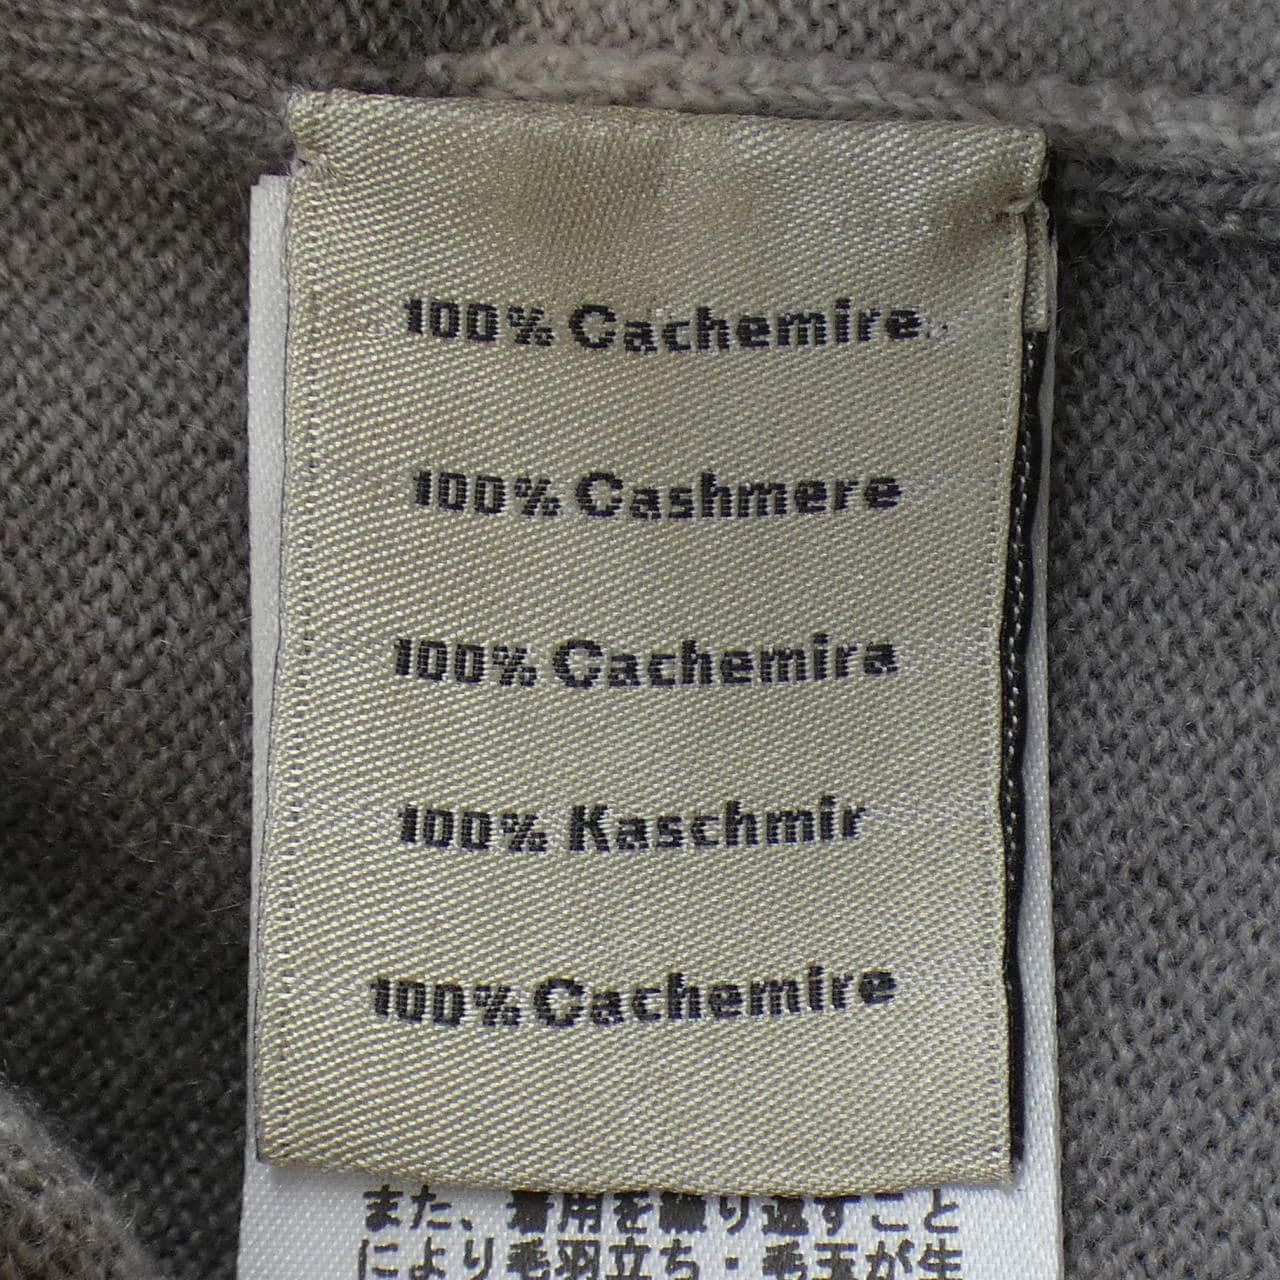 100% Cachemire
100% Cashmere
100% Cachemira
100% Kaschmir
100% Cachemire
また、着用を繰り返すこと
により毛羽立ち・毛玉が生